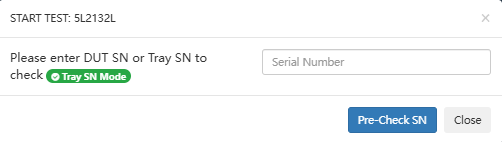 START TEST: 5L2132L
×
Please enter DUT SN or Tray SN to
check Tray SN Mode
Serial Number
Pre-Check SN
Close